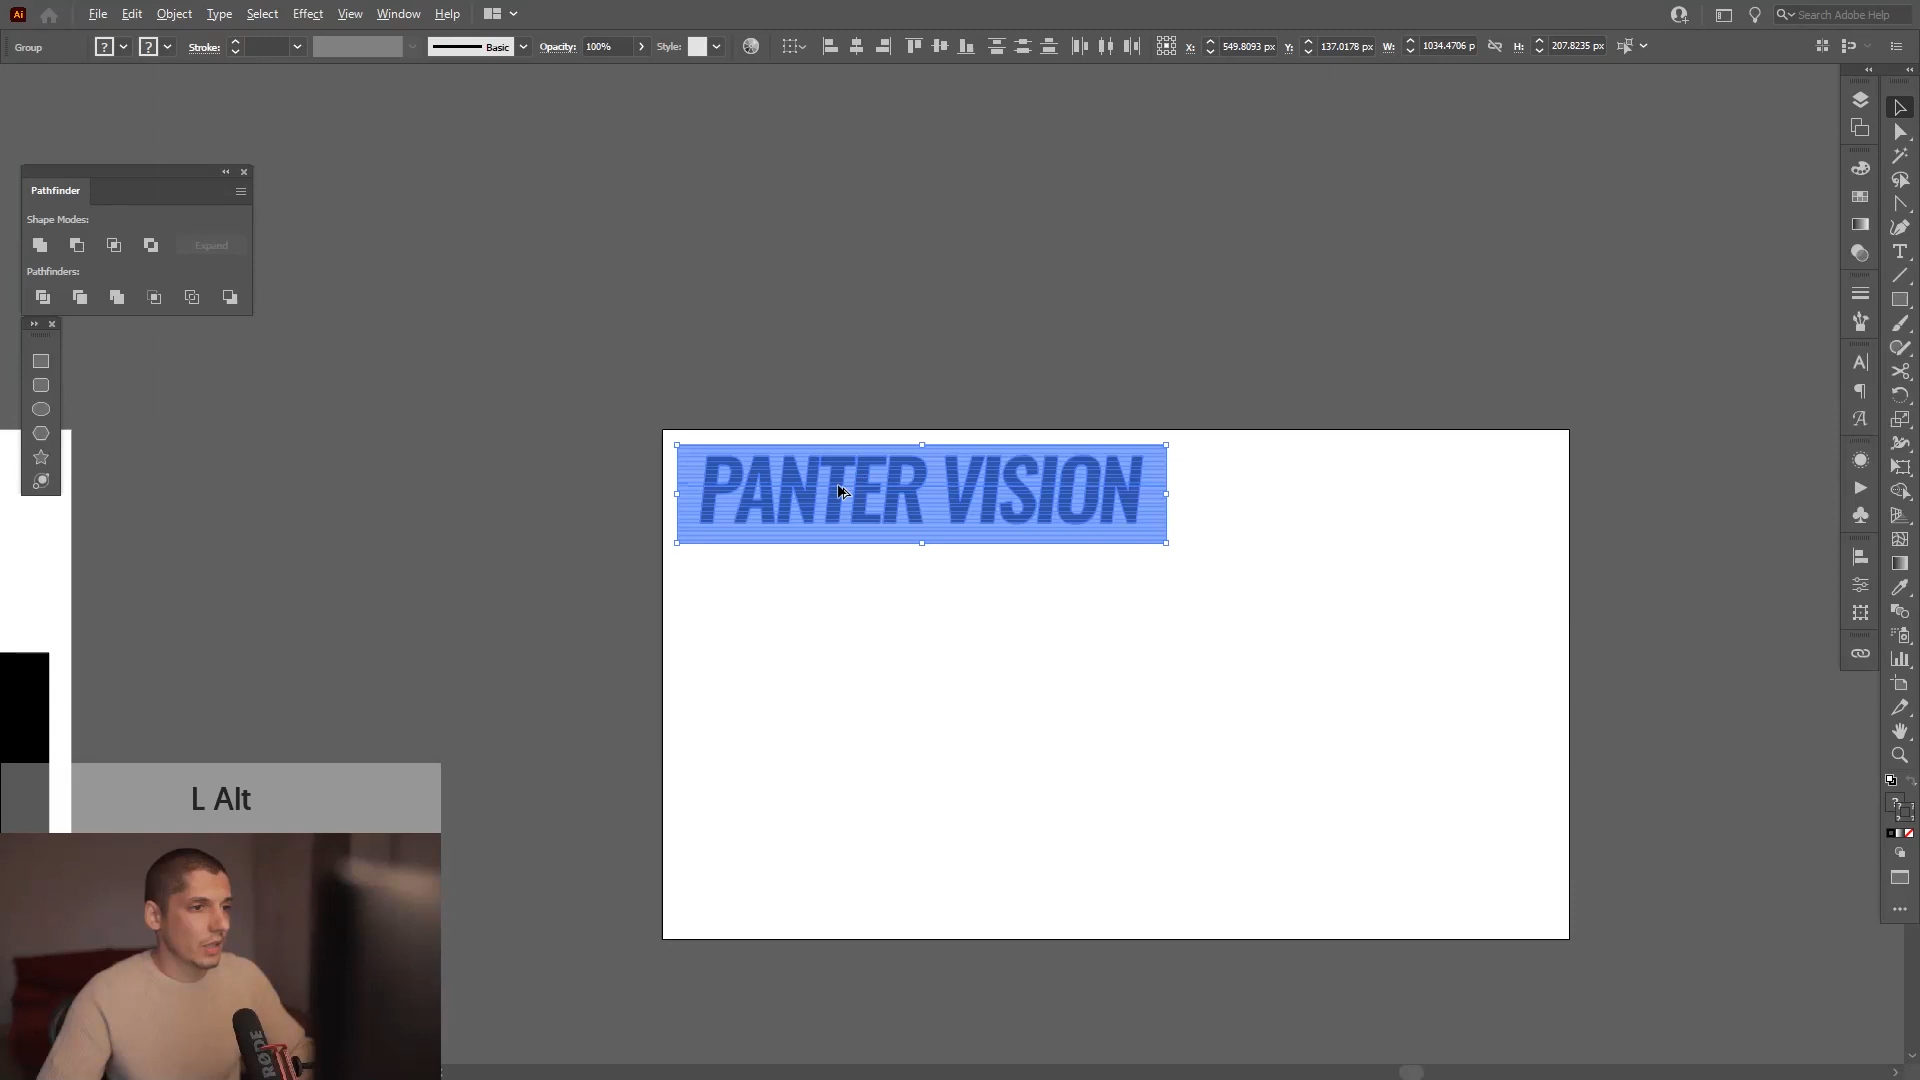 Ai File Edit Object Type Select Effect View Window Help Search Adobe Help
Group ? ? Stroke: Basic Opacity: 100% Style: X: 549.8093 px Y: 137.0178 px W: 1034.4706 p H: 207.8235 px
Pathfinder
Shape Modes:
Expand
Pathfinders:
PANTER VISION
L Alt
RØDE